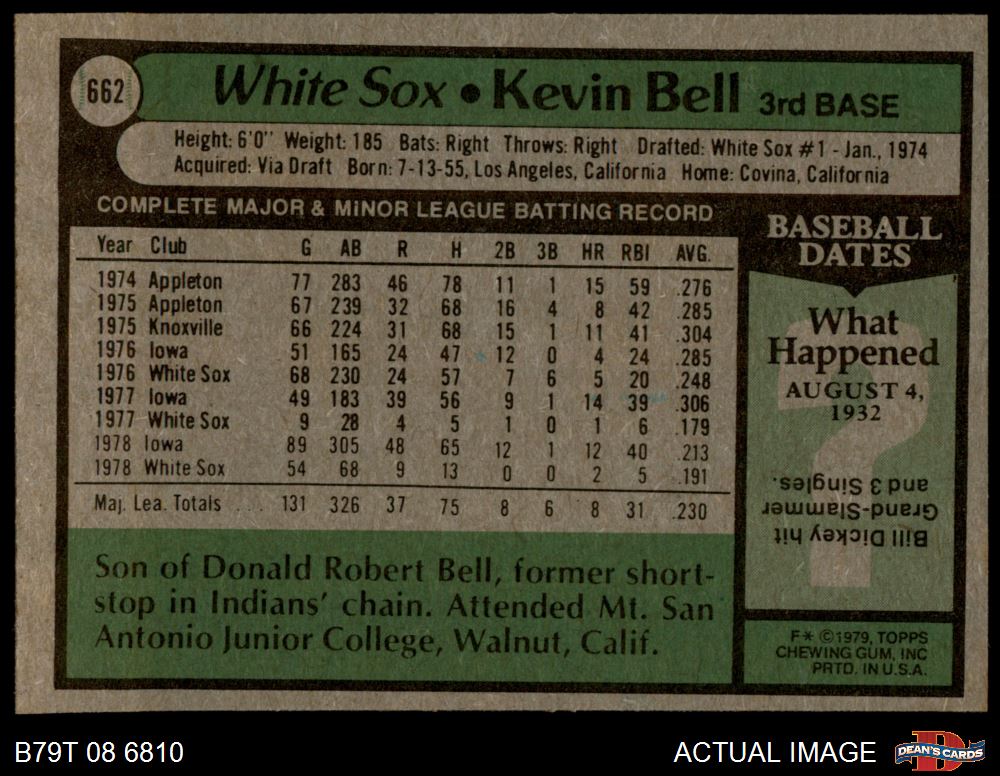 662
White Sox • Kevin Bell 3rd BASE
Height: 6'0" Weight: 185 Bats: Right Throws: Right Drafted: White Sox #1 - Jan., 1974
Acquired: Via Draft Born: 7-13-55, Los Angeles, California Home: Covina, California
COMPLETE MAJOR & MINOR LEAGUE BATTING RECORD
Year Club G AB R H 2B 3B HR RBI AVG.
1974 Appleton 77 283 46 78 11 1 15 59 .276
1975 Appleton 67 239 32 68 16 4 8 42 .285
1975 Knoxville 66 224 31 68 15 1 11 41 .304
1976 Iowa 51 165 24 47 12 0 4 24 .285
1976 White Sox 68 230 24 57 7 6 5 20 .248
1977 Iowa 49 183 39 56 9 1 14 39 .306
1977 White Sox 9 28 4 5 1 0 1 6 .179
1978 Iowa 89 305 48 65 12 1 12 40 .213
1978 White Sox 54 68 9 13 0 0 2 5 .191
Maj. Lea. Totals . . . 131 326 37 75 8 6 8 31 .230
Son of Donald Robert Bell, former short-
stop in Indians' chain. Attended Mt. San
Antonio Junior College, Walnut, Calif.
BASEBALL
DATES
What
Happened
AUGUST 4,
1932
?
Bill Dickey hit
Grand-Slammer
and 3 Singles.
F* ©1979, TOPPS
CHEWING GUM, INC
PRTD. IN U.S.A.
B79T 08 6810
ACTUAL IMAGE
D
DEAN'S CARDS